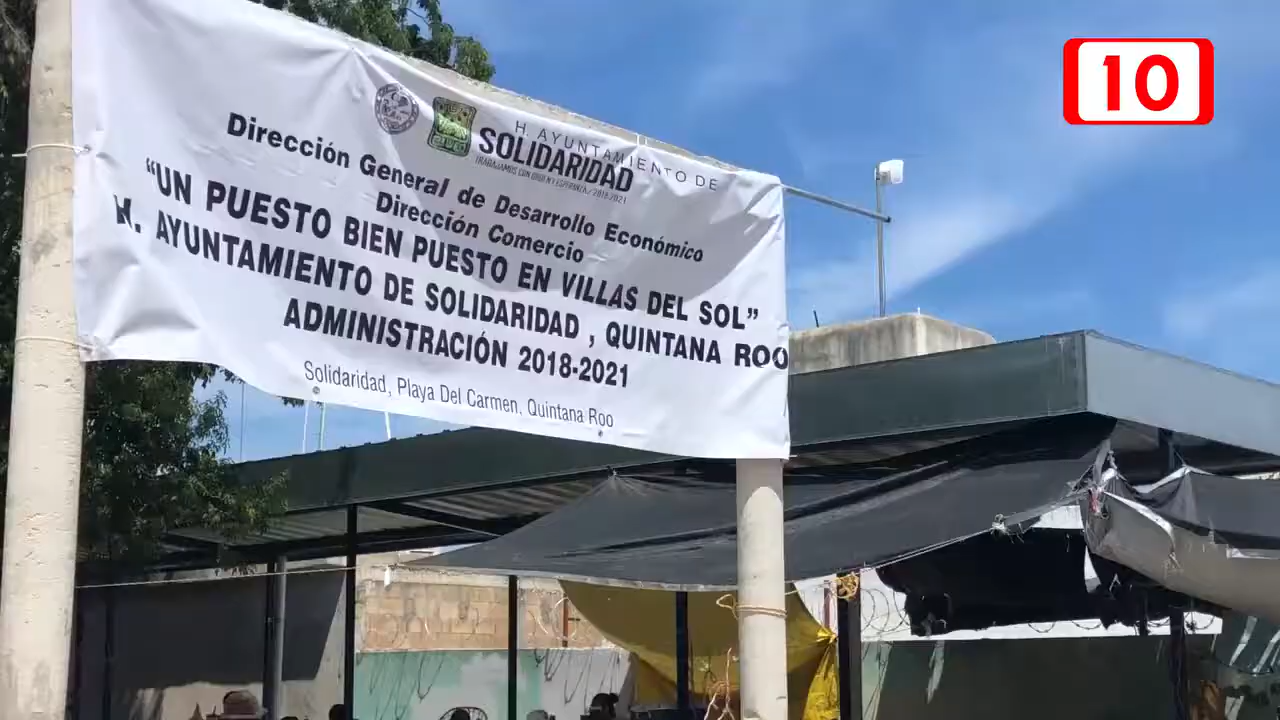 10
H. AYUNTAMIENTO DE
SOLIDARIDAD
TRABAJAMOS CON ORDEN Y ESPERANZA / 2018-2021
Dirección General de Desarrollo Económico
Dirección Comercio
“UN PUESTO BIEN PUESTO EN VILLAS DEL SOL”
H. AYUNTAMIENTO DE SOLIDARIDAD , QUINTANA ROO
ADMINISTRACIÓN 2018-2021
Solidaridad, Playa Del Carmen, Quintana Roo